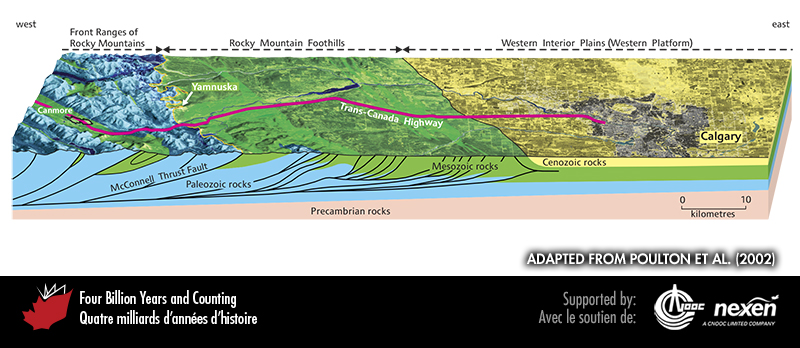 west
east
Front Ranges of
Rocky Mountains
Rocky Mountain Foothills
Western Interior Plains (Western Platform)
Yamnuska
Canmore
Trans-Canada Highway
Calgary
McConnell Thrust Fault
Paleozoic rocks
Mesozoic rocks
Cenozoic rocks
Precambrian rocks
0 10
kilometres
ADAPTED FROM POULTON ET AL. (2002)
Four Billion Years and Counting
Quatre milliards d’années d’histoire
Supported by:
Avec le soutien de:
CNOOC
nexen
A CNOOC LIMITED COMPANY